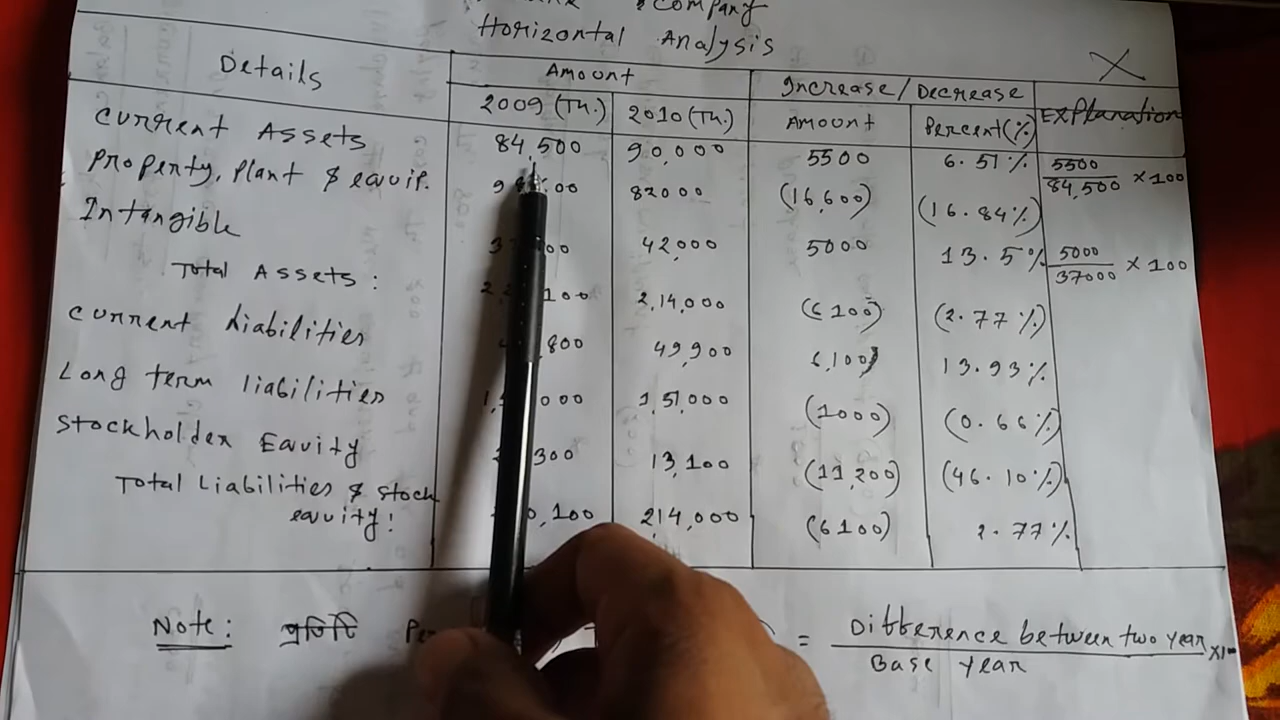 Company
Horizontal Analysis
Details Amount Increase/Decrease Explanation
2009 (Th.) 2010 (Th.) Amount Percent (%)
Current Assets 84,500 90,000 5500 6.51% 5500/84,500 × 100
Property, Plant & equip. 82000 (16,600) (16.84%)
Intangible 42,000 5000 13.5% 5000/37000 × 100
Total Assets: 2,14,000 (6100) (2.77%)
Current Liabilities 49,900 6,100) 13.93%
Long term liabilities 1,51,000 (1000) (0.66%)
Stockholder Equity 13,100 (11,200) (46.10%)
Total Liabilities & stock
equity: 214,000 (6100) 2.77%
Note: = Difference between two year
Base year